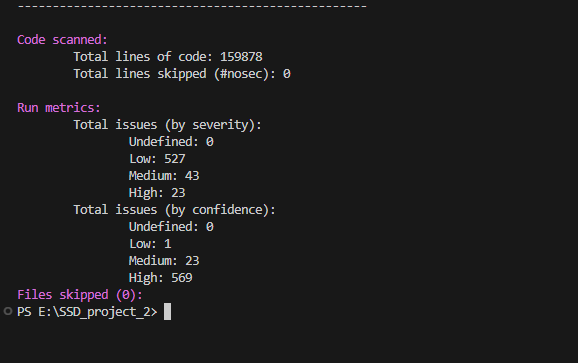 --------------------------------------------------
Code scanned:
Total lines of code: 159878
Total lines skipped (#nosec): 0
Run metrics:
Total issues (by severity):
Undefined: 0
Low: 527
Medium: 43
High: 23
Total issues (by confidence):
Undefined: 0
Low: 1
Medium: 23
High: 569
Files skipped (0):
PS E:\SSD_project_2>